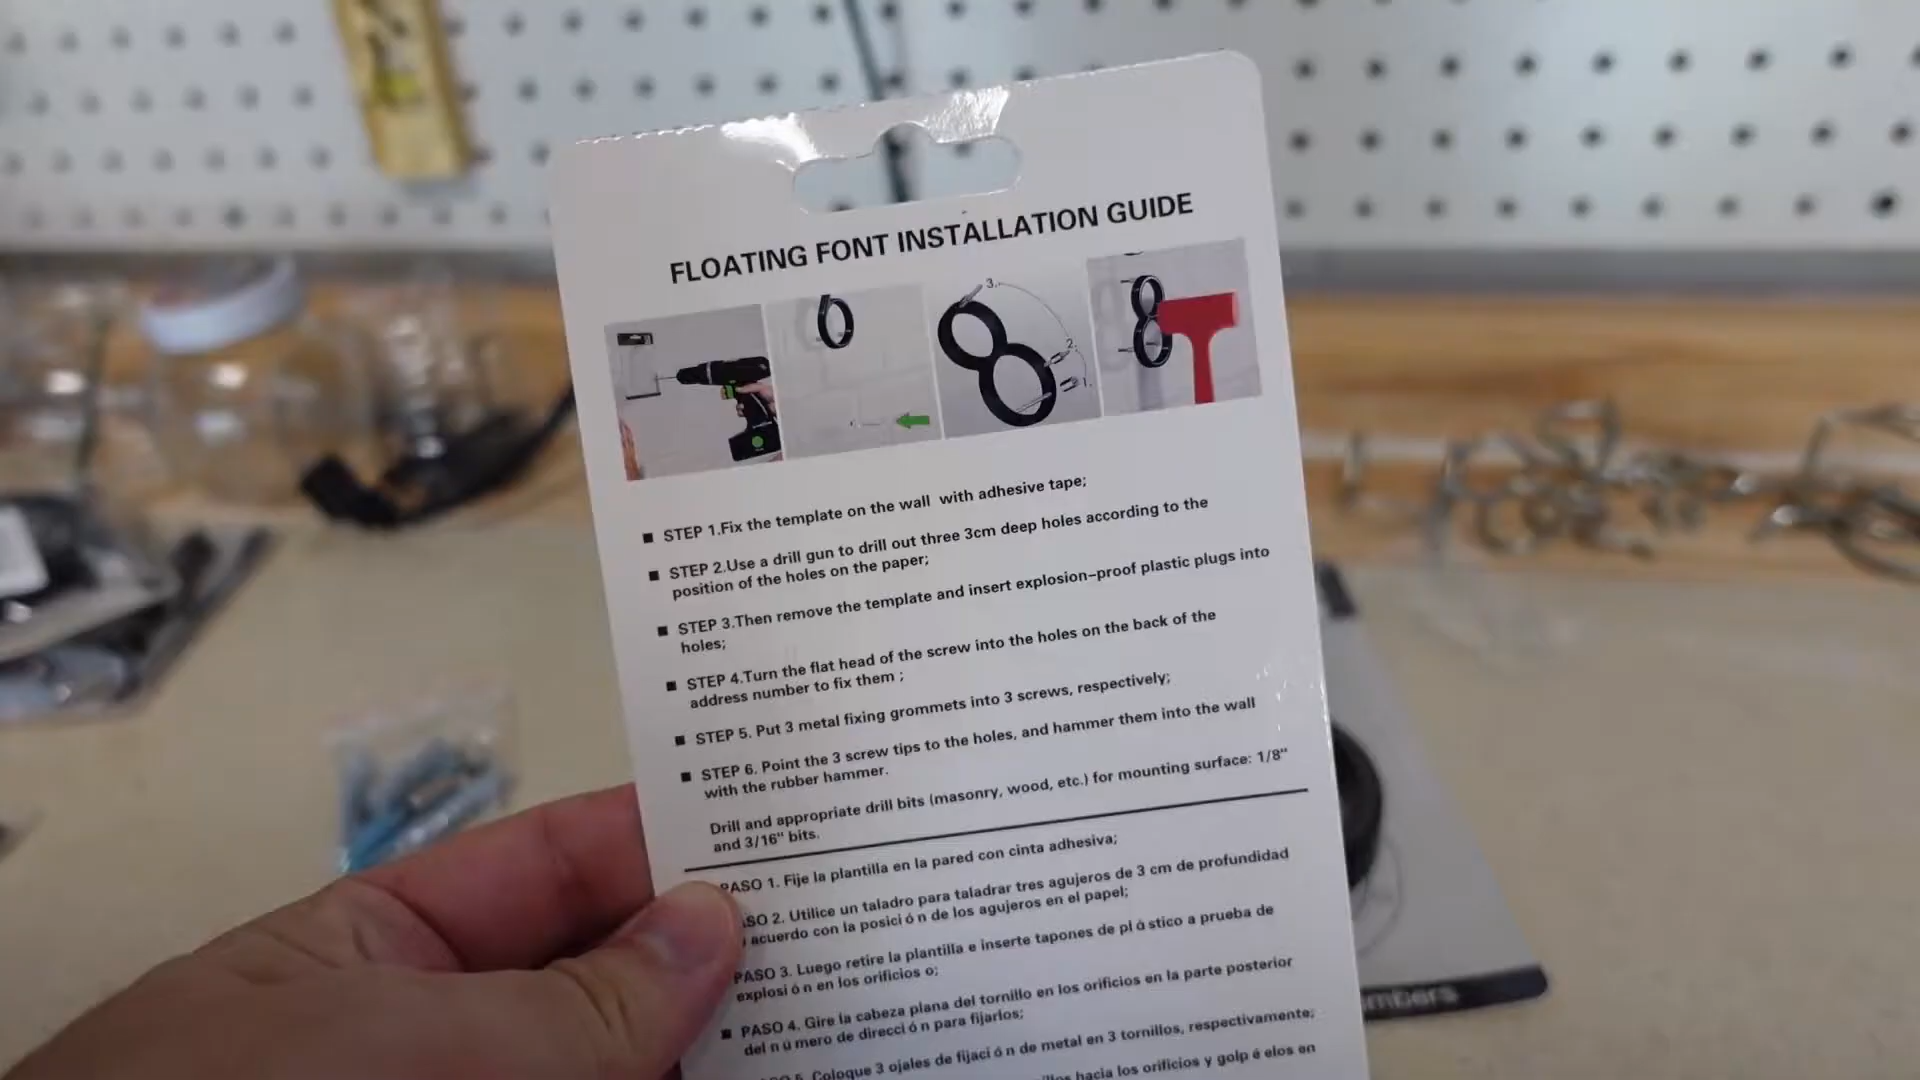 FLOATING FONT INSTALLATION GUIDE
3.
2.
1.
■ STEP 1.Fix the template on the wall with adhesive tape;
■ STEP 2.Use a drill gun to drill out three 3cm deep holes according to the
position of the holes on the paper;
■ STEP 3.Then remove the template and insert explosion-proof plastic plugs into
holes;
■ STEP 4.Turn the flat head of the screw into the holes on the back of the
address number to fix them ;
■ STEP 5. Put 3 metal fixing grommets into 3 screws, respectively;
■ STEP 6. Point the 3 screw tips to the holes, and hammer them into the wall
with the rubber hammer.
Drill and appropriate drill bits (masonry, wood, etc.) for mounting surface: 1/8"
and 3/16" bits.
PASO 1. Fije la plantilla en la pared con cinta adhesiva;
2. Utilice un taladro para taladrar tres agujeros de 3 cm de profundidad
acuerdo con la posici ó n de los agujeros en el papel;
PASO 3. Luego retire la plantilla e inserte tapones de pl á stico a prueba de
explosi ó n en los orificios o;
■ PASO 4. Gire la cabeza plana del tornillo en los orificios en la parte posterior
del n ú mero de direcci ó n para fijarlos;
5. Coloque 3 ojales de fijaci ó n de metal en 3 tornillos, respectivamente;
hacia los orificios y golp é elos en